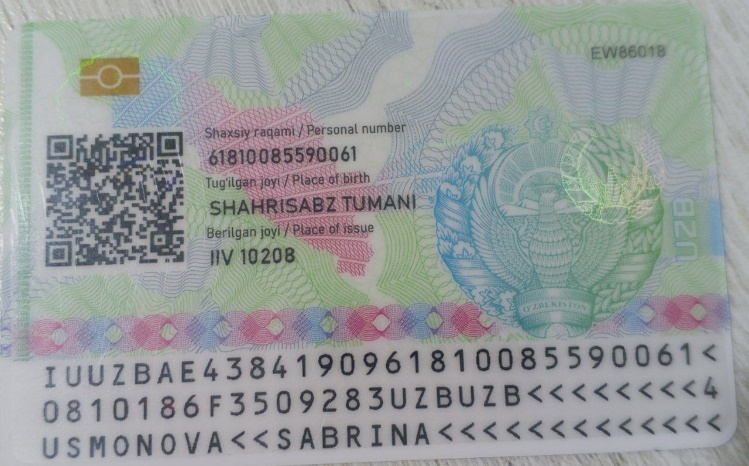 EW86018
Shaxsiy raqami / Personal number
61810085590061
Tug'ilgan joyi / Place of birth
SHAHRISABZ TUMANI
Berilgan joyi / Place of issue
IIV 10208
UZB
O'ZBEKISTON
IUUZBAE4384190961810085590061<
0810186F3509283UZBUZB<<<<<<<<4
USMONOVA<<SABRINA<<<<<<<<<<<<<